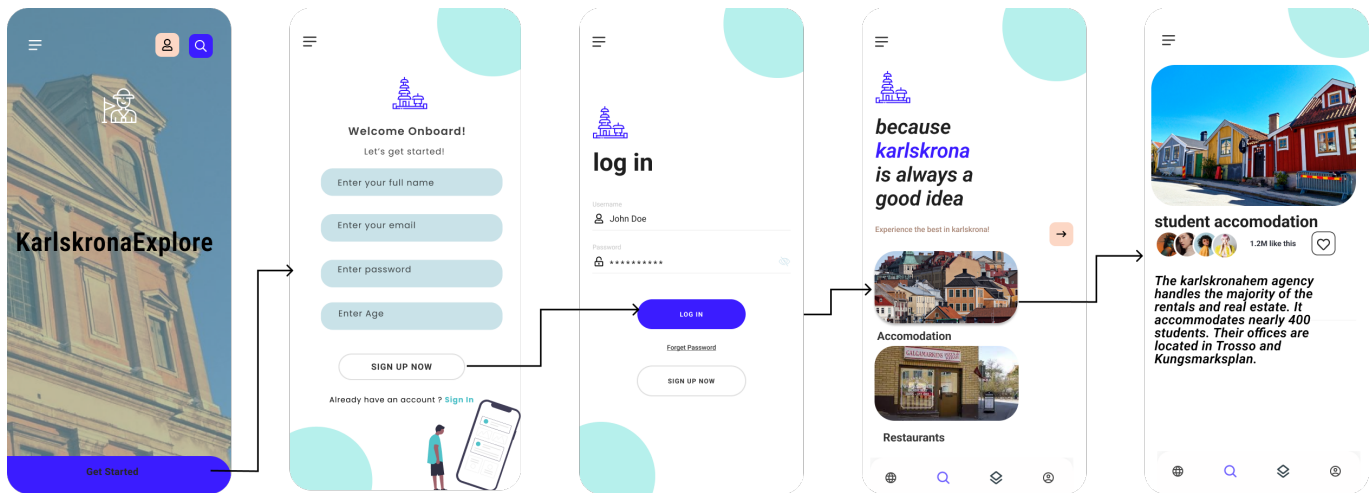 KarlskronaExplore
Get Started
Welcome Onboard!
Let's get started!
Enter your full name
Enter your email
Enter password
Enter Age
SIGN UP NOW
Already have an account ? Sign In
log in
Username
John Doe
Password
**********
LOG IN
Forget Password
SIGN UP NOW
because
karlskrona
is always a
good idea
Experience the best in karlskrona!
Accomodation
Restaurants
student accomodation
1.2M like this
The karlskronahem agency
handles the majority of the
rentals and real estate. It
accommodates nearly 400
students. Their offices are
located in Trosso and
Kungsmarksplan.